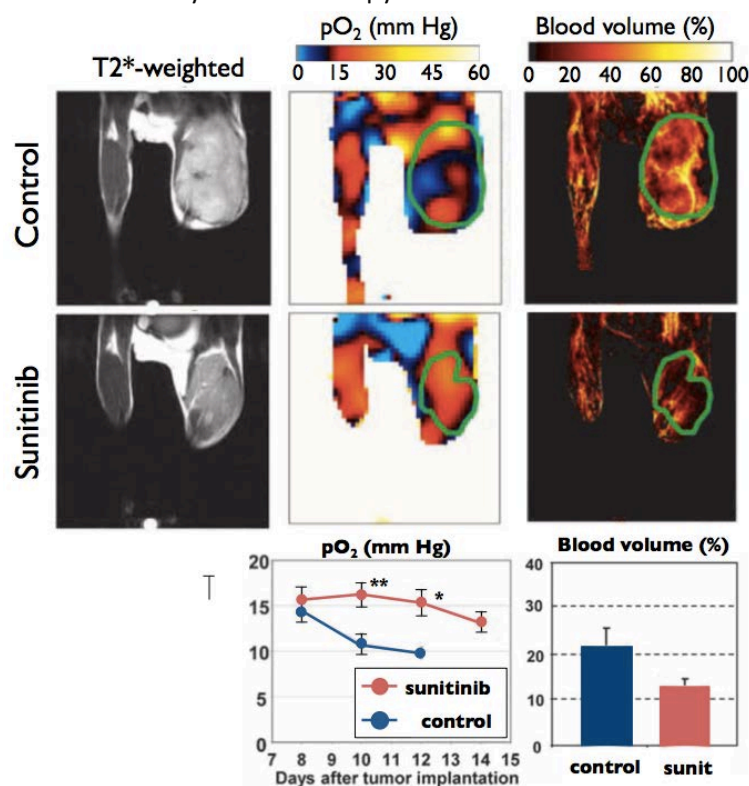 pO₂ (mm Hg)
Blood volume (%)
T2*-weighted
0 15 30 45 60
0 20 40 60 80 100
Control
Sunitinib
pO₂ (mm Hg)
Blood volume (%)
20
15
10
5
0
**
*
sunitinib
control
7 8 9 10 11 12 13 14 15
Days after tumor implantation
40
30
20
10
0
control sunit